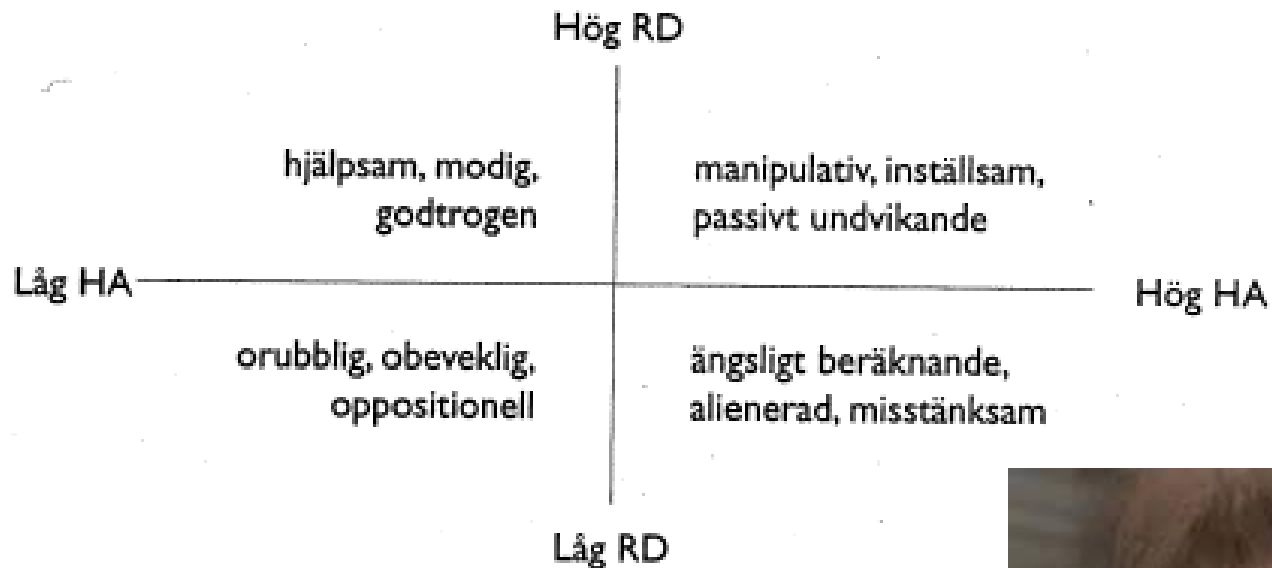 Hög RD
hjälpsam, modig,
godtrogen
manipulativ, inställsam,
passivt undvikande
Låg HA
Hög HA
orubblig, obeveklig,
oppositionell
ängsligt beräknande,
alienerad, misstänksam
Låg RD